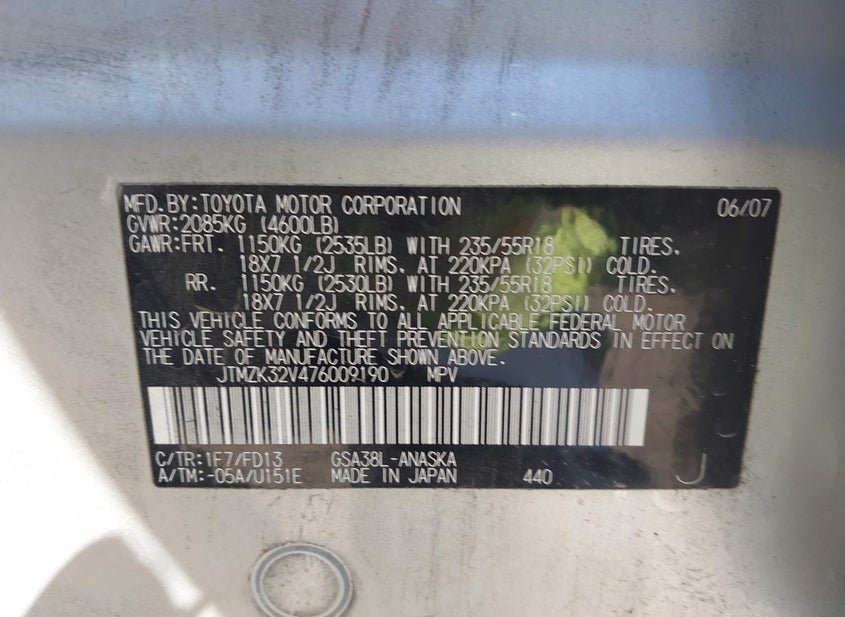 MFD. BY: TOYOTA MOTOR CORPORATION 06/07
GVWR: 2085KG (4600LB)
GAWR: FRT. 1150KG (2535LB) WITH 235/55R18 TIRES,
18X7 1/2J RIMS, AT 220KPA (32PSI) COLD.
RR. 1150KG (2530LB) WITH 235/55R18 TIRES,
18X7 1/2J RIMS, AT 220KPA (32PSI) COLD.
THIS VEHICLE CONFORMS TO ALL APPLICABLE FEDERAL MOTOR
VEHICLE SAFETY AND THEFT PREVENTION STANDARDS IN EFFECT ON
THE DATE OF MANUFACTURE SHOWN ABOVE.
JTMZK32V476009190 MPV
C/TR: 1F7/FD13 GSA38L-ANASKA
A/TM: -05A/U151E MADE IN JAPAN 440 J